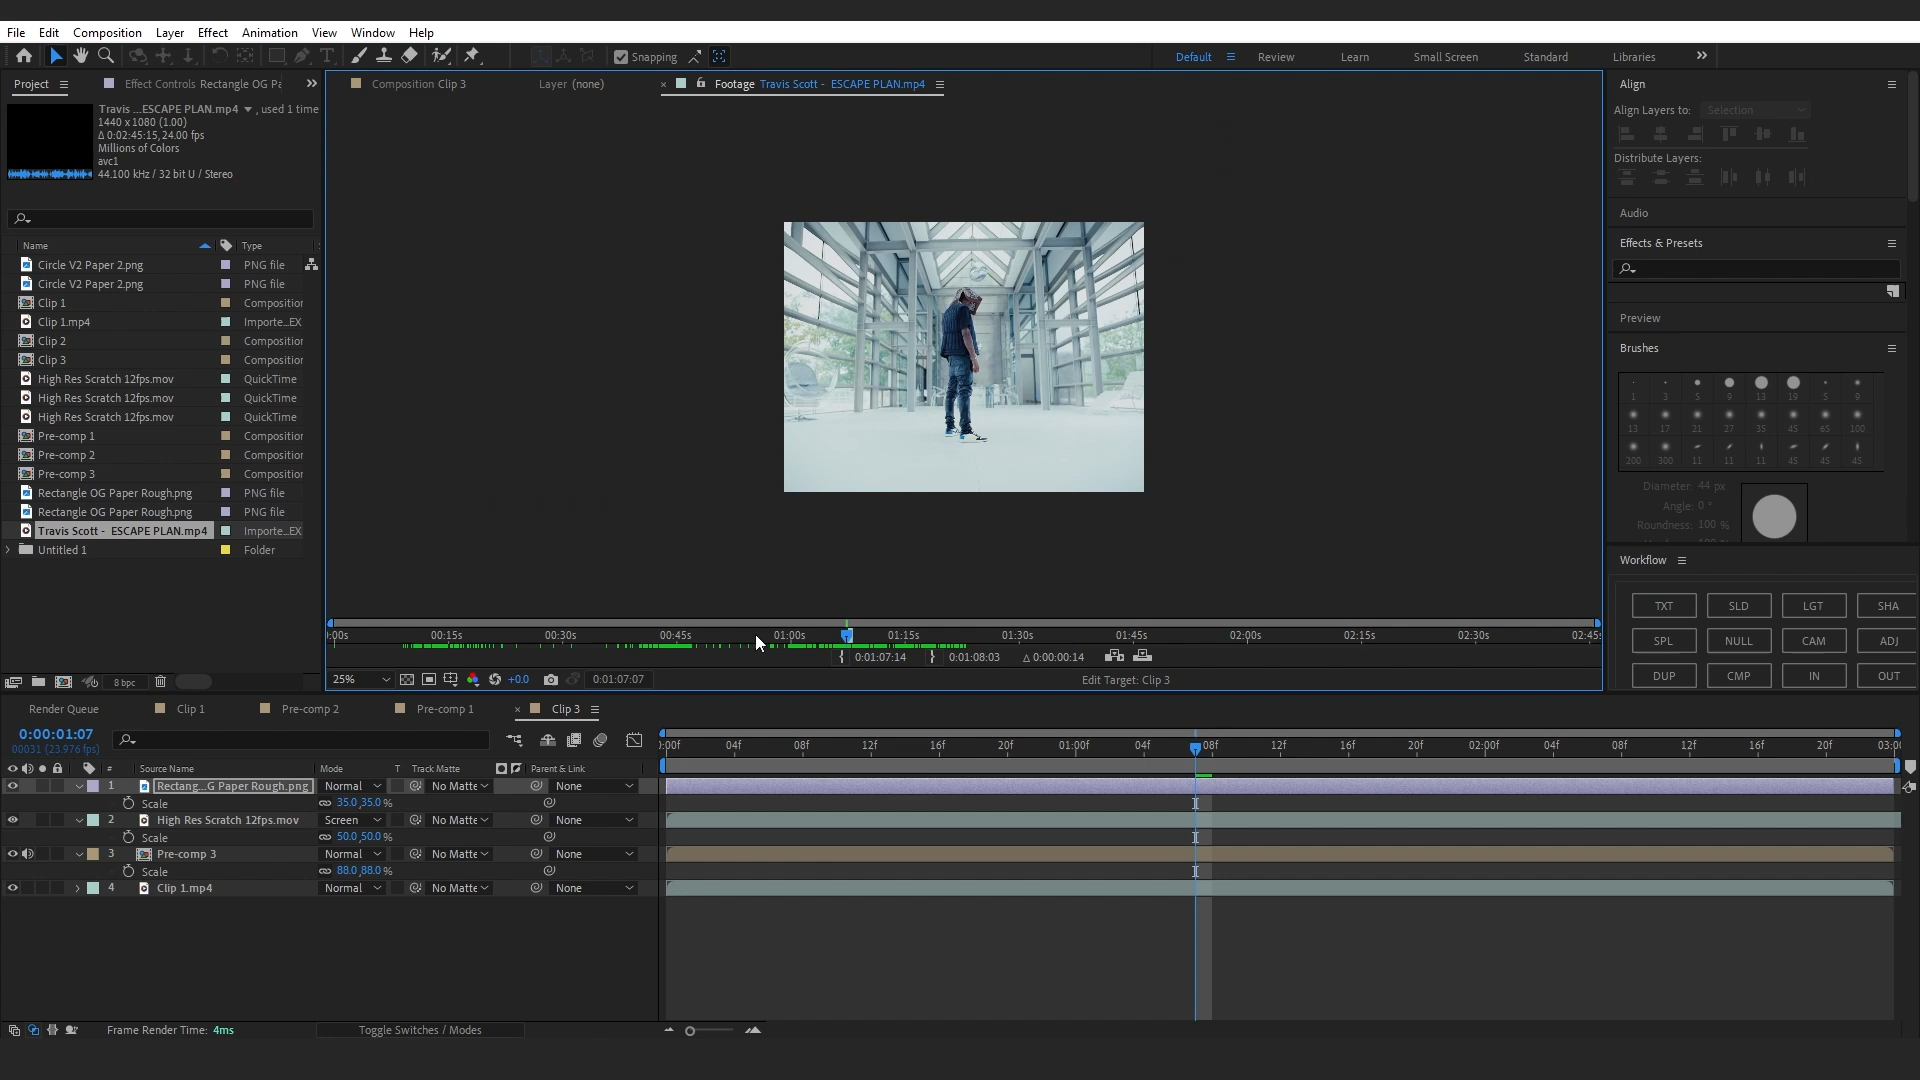 File Edit Composition Layer Effect Animation View Window Help
Snapping
Default Review Learn Small Screen Standard Libraries
Project Effect Controls Rectangle OG Pa
Travis ...ESCAPE PLAN.mp4 , used 1 time
1440 x 1080 (1.00)
Δ 0:02:45:15, 24.00 fps
Millions of Colors
avc1
44.100 kHz / 32 bit U / Stereo
Name Type
Circle V2 Paper 2.png PNG file
Circle V2 Paper 2.png PNG file
Clip 1 Composition
Clip 1.mp4 Importe...EX
Clip 2 Composition
Clip 3 Composition
High Res Scratch 12fps.mov QuickTime
High Res Scratch 12fps.mov QuickTime
High Res Scratch 12fps.mov QuickTime
Pre-comp 1 Composition
Pre-comp 2 Composition
Pre-comp 3 Composition
Rectangle OG Paper Rough.png PNG file
Rectangle OG Paper Rough.png PNG file
Travis Scott - ESCAPE PLAN.mp4 Importe...EX
Untitled 1 Folder
8 bpc
Composition Clip 3 Layer (none) × Footage Travis Scott - ESCAPE PLAN.mp4
:00s 00:15s 00:30s 00:45s 01:00s 01:15s 01:30s 01:45s 02:00s 02:15s 02:30s 02:45s
{ 0:01:07:14 } 0:01:08:03 Δ 0:00:00:14
25% +0.0 0:01:07:07 Edit Target: Clip 3
Align
Align Layers to: Selection
Distribute Layers:
Audio
Effects & Presets
Preview
Brushes
1 3 5 9 13 19 5 9
13 17 21 27 35 45 65 100
200 300 11 11 11 45 45 45
Diameter: 44 px
Angle: 0 °
Roundness: 100 %
Workflow
TXT SLD LGT SHA
SPL NULL CAM ADJ
DUP CMP IN OUT
Render Queue Clip 1 Pre-comp 2 Pre-comp 1 × Clip 3
0:00:01:07
00031 (23.976 fps)
:00f 04f 08f 12f 16f 20f 01:00f 04f 08f 12f 16f 20f 02:00f 04f 08f 12f 16f 20f 03:00
# Source Name Mode T Track Matte Parent & Link
1 Rectang...G Paper Rough.png Normal No Matte None
Scale 35.0,35.0 %
2 High Res Scratch 12fps.mov Screen No Matte None
Scale 50.0,50.0 %
3 Pre-comp 3 Normal No Matte None
Scale 88.0,88.0 %
4 Clip 1.mp4 Normal No Matte None
Frame Render Time: 4ms Toggle Switches / Modes